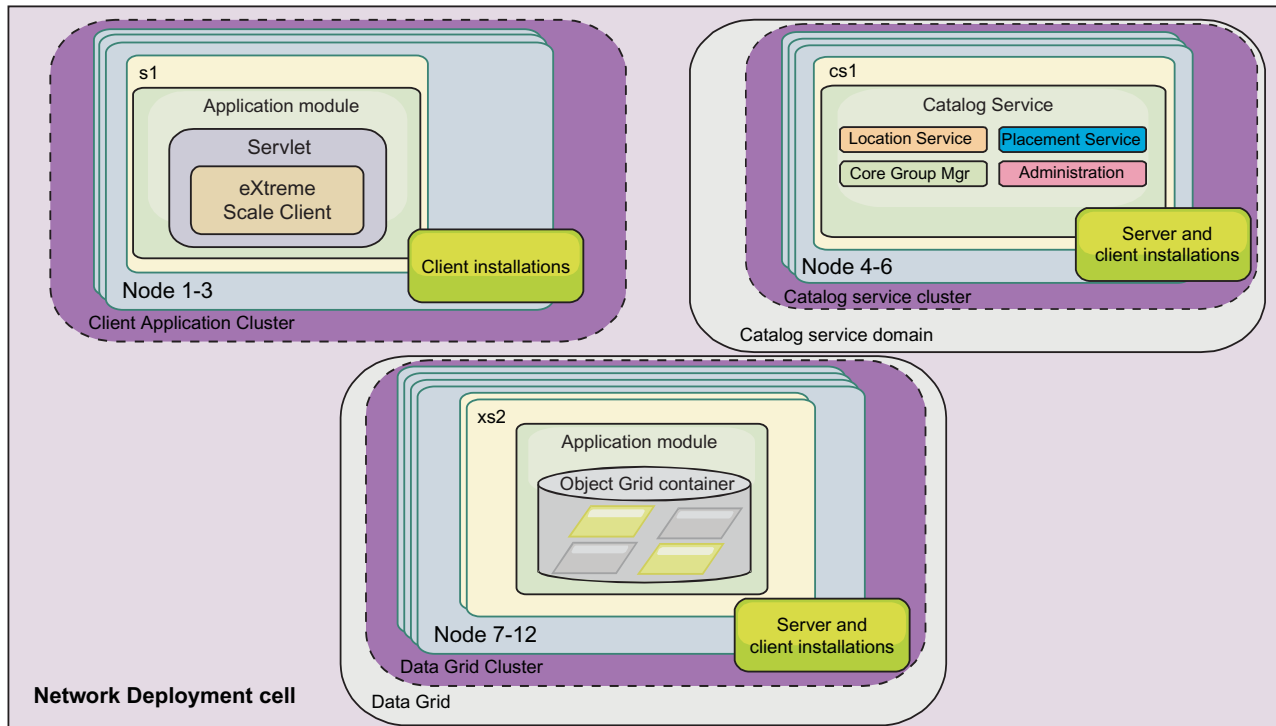 s1
Application module
Servlet
eXtreme
Scale Client
Client installations
Node 1-3
Client Application Cluster
cs1
Catalog Service
Location Service
Placement Service
Core Group Mgr
Administration
Server and
client installations
Node 4-6
Catalog service cluster
Catalog service domain
xs2
Application module
Object Grid container
Server and
client installations
Node 7-12
Data Grid Cluster
Data Grid
Network Deployment cell